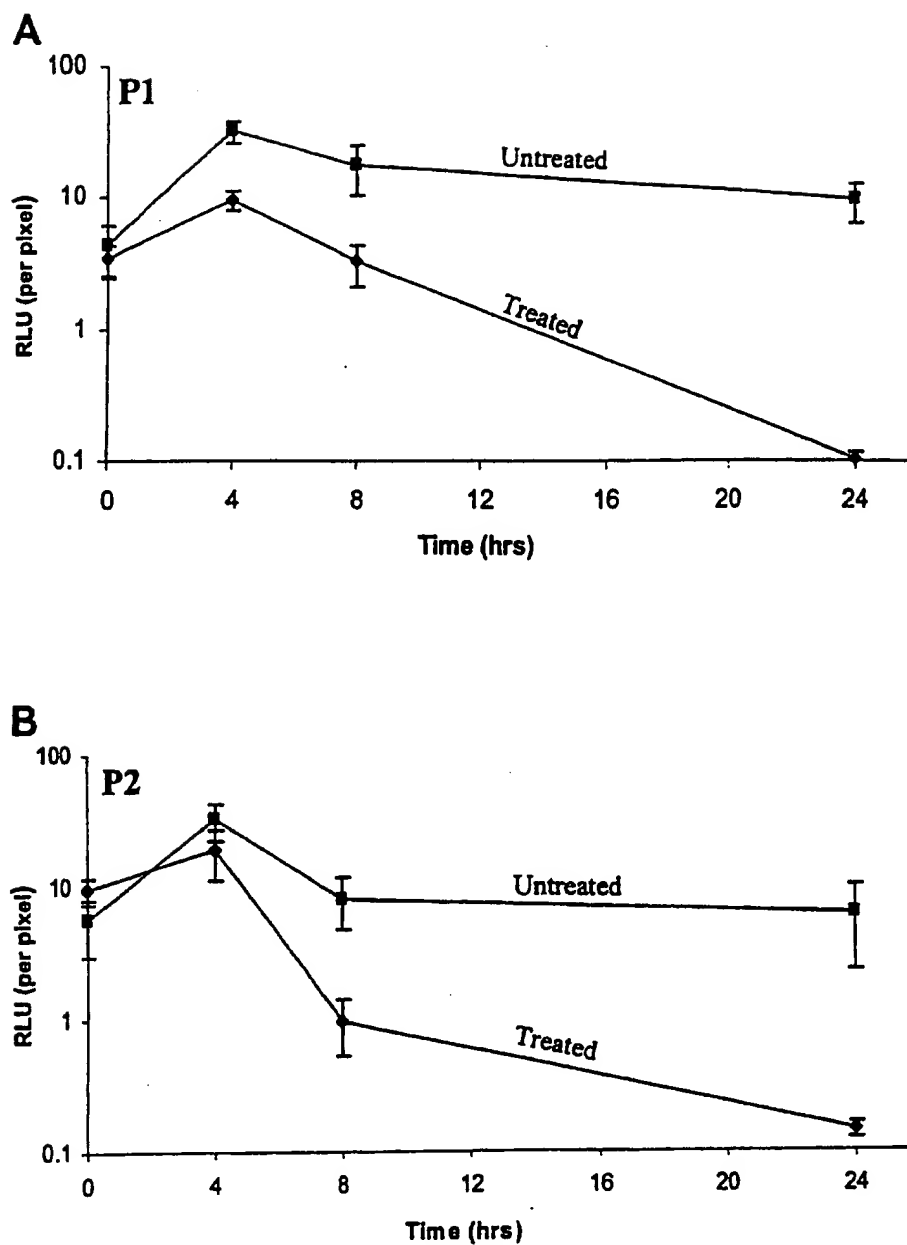 A
P1
100
10
1
0.1
RLU (per pixel)
Untreated
Treated
0 4 8 12 16 20 24
Time (hrs)
B
P2
100
10
1
0.1
RLU (per pixel)
Untreated
Treated
0 4 8 12 16 20 24
Time (hrs)